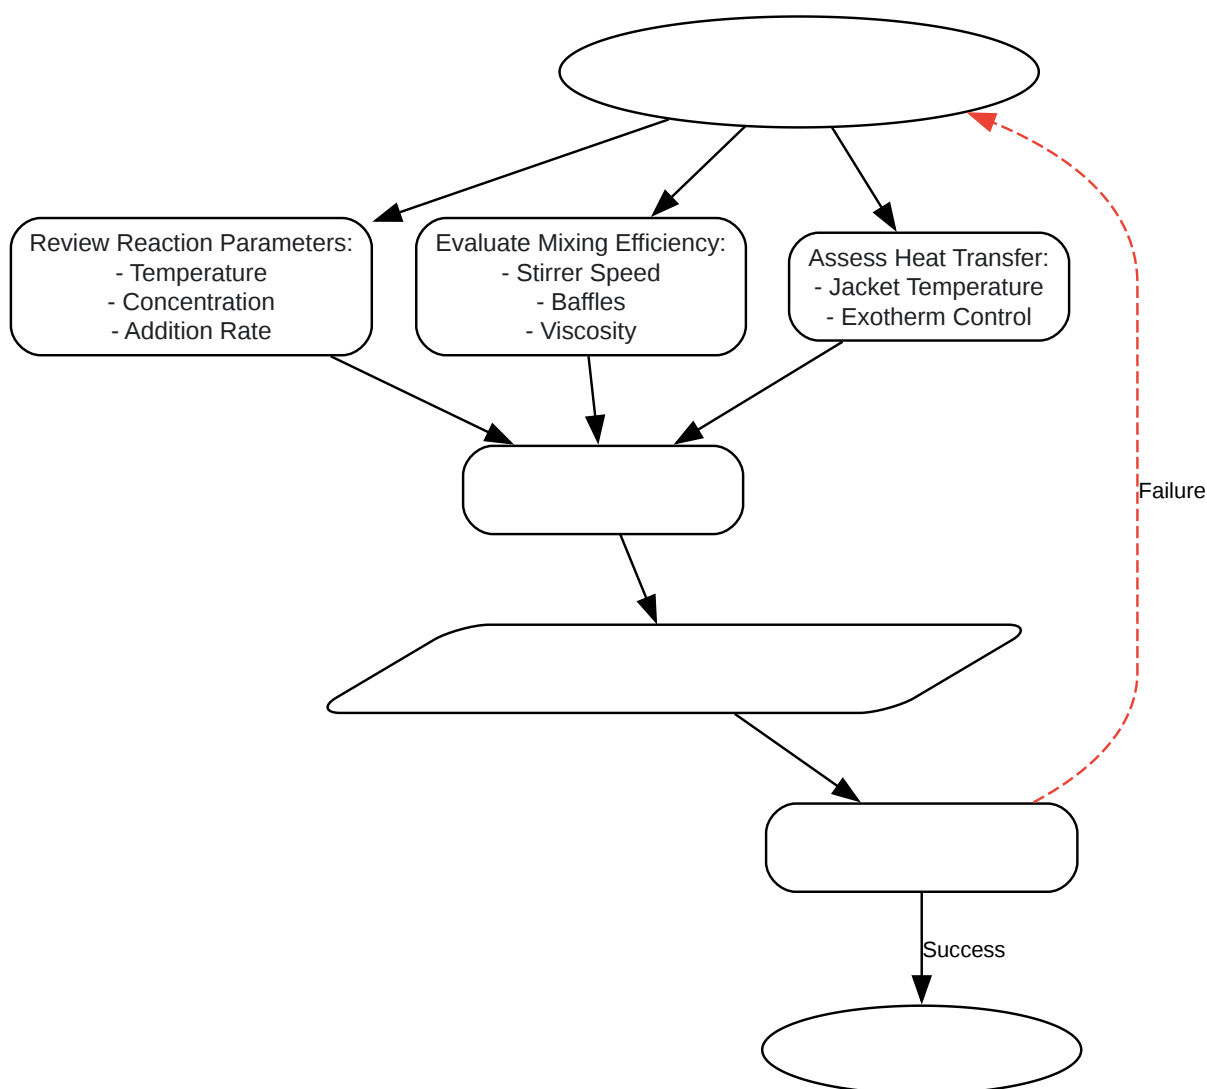 Review Reaction Parameters:
- Temperature
- Concentration
- Addition Rate
Evaluate Mixing Efficiency:
- Stirrer Speed
- Baffles
- Viscosity
Assess Heat Transfer:
- Jacket Temperature
- Exotherm Control
Failure
Success